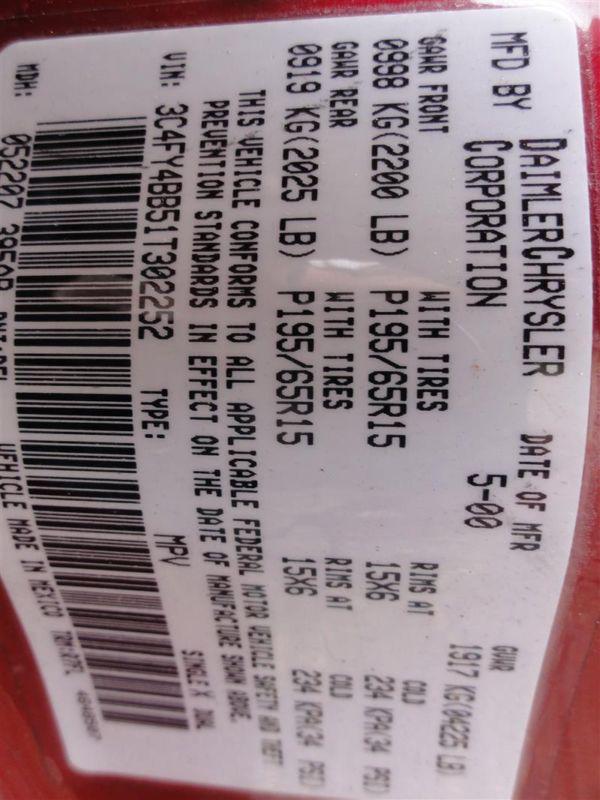 MFD BY DAIMLERCHRYSLER CORPORATION
DATE OF MFR 5-00
GVWR 1917 KG(04225 LB)
GAWR FRONT WITH TIRES RIMS AT COLD
0998 KG(2200 LB) P195/65R15 15X6 234 KPA(34 PSI)
GAWR REAR WITH TIRES RIMS AT COLD
0919 KG(2025 LB) P195/65R15 15X6 234 KPA(34 PSI)
THIS VEHICLE CONFORMS TO ALL APPLICABLE FEDERAL MOTOR VEHICLE SAFETY AND THEFT
PREVENTION STANDARDS IN EFFECT ON THE DATE OF MANUFACTURE SHOWN ABOVE.
VIN: 3C4FY4BB51T302252 TYPE: MPV SINGLE X DUAL
MDH: 052207 VEHICLE MADE IN MEXICO